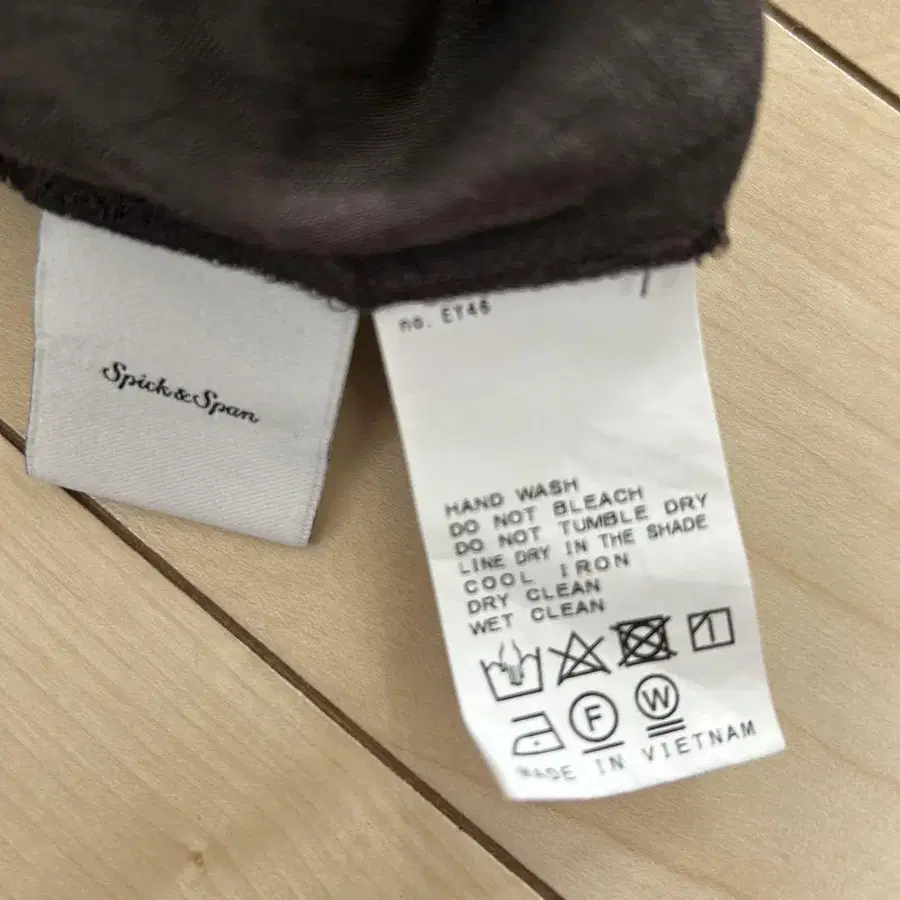 Spick&Span
no. EY46
HAND WASH
DO NOT BLEACH
DO NOT TUMBLE DRY
LINE DRY IN THE SHADE
COOL IRON
DRY CLEAN
WET CLEAN
F
W
MADE IN VIETNAM